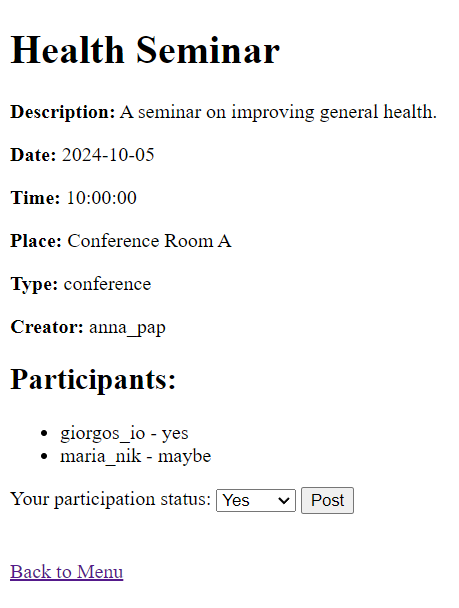 Health Seminar
Description: A seminar on improving general health.
Date: 2024-10-05
Time: 10:00:00
Place: Conference Room A
Type: conference
Creator: anna_pap
Participants:
• giorgos_io - yes
• maria_nik - maybe
Your participation status: Yes Post
Back to Menu